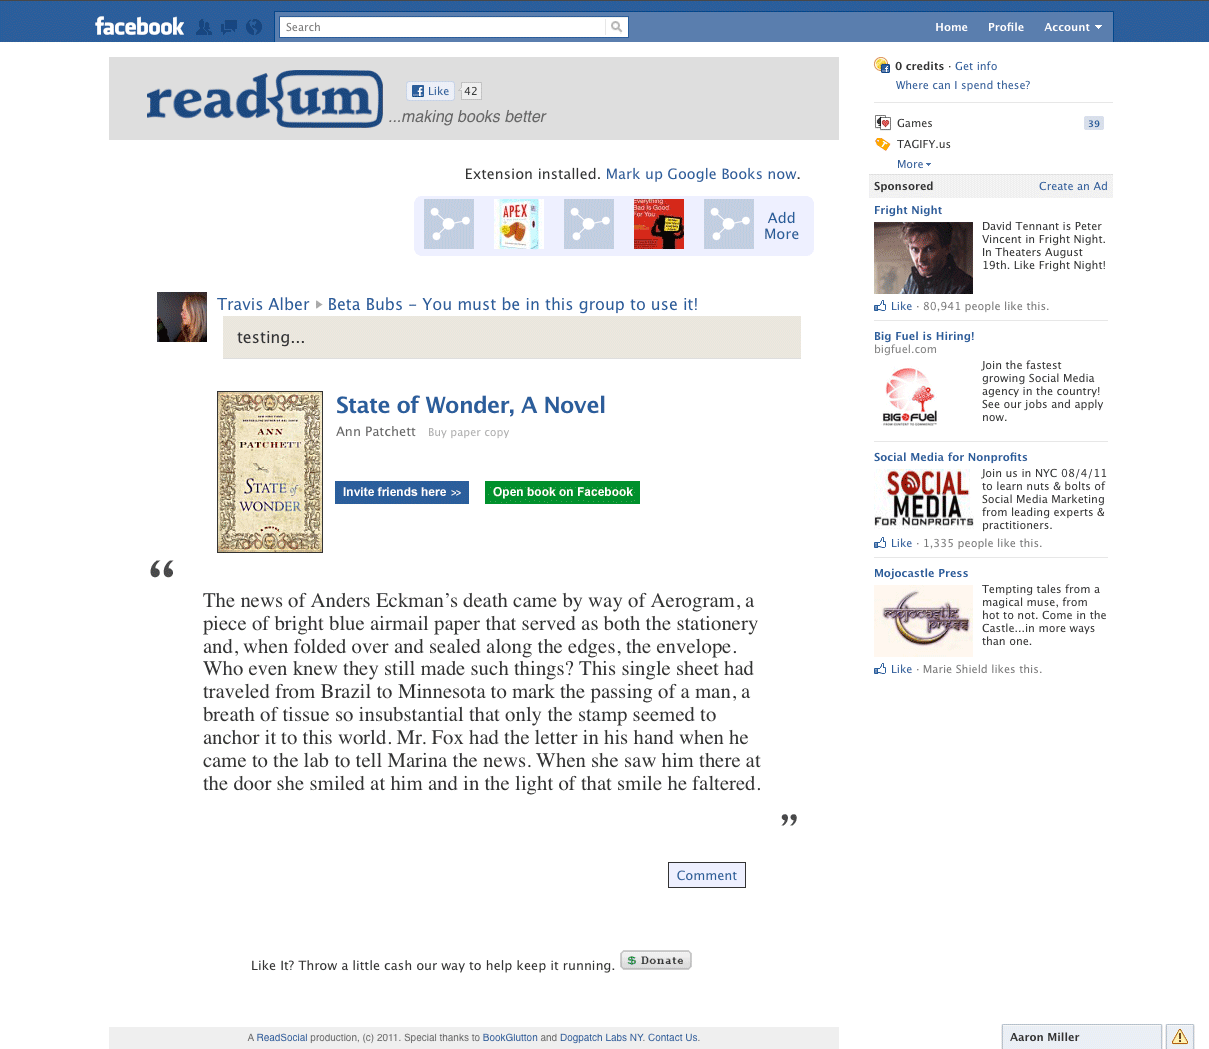 facebook
Search
Home Profile Account
read{um
Like 42
...making books better
Extension installed. Mark up Google Books now.
APEX
Everything
Bad Is Good
For You
Add
More
Travis Alber Beta Bubs - You must be in this group to use it!
testing...
ANN
PATCHETT
STATE of
WONDER
State of Wonder, A Novel
Ann Patchett Buy paper copy
Invite friends here >>
Open book on Facebook
“
The news of Anders Eckman’s death came by way of Aerogram, a
piece of bright blue airmail paper that served as both the stationery
and, when folded over and sealed along the edges, the envelope.
Who even knew they still made such things? This single sheet had
traveled from Brazil to Minnesota to mark the passing of a man, a
breath of tissue so insubstantial that only the stamp seemed to
anchor it to this world. Mr. Fox had the letter in his hand when he
came to the lab to tell Marina the news. When she saw him there at
the door she smiled at him and in the light of that smile he faltered.
”
Comment
Like It? Throw a little cash our way to help keep it running. $ Donate
A ReadSocial production, (c) 2011. Special thanks to BookGlutton and Dogpatch Labs NY. Contact Us.
0 credits · Get info
Where can I spend these?
Games 39
TAGIFY.us
More
Sponsored Create an Ad
Fright Night
David Tennant is Peter
Vincent in Fright Night.
In Theaters August
19th. Like Fright Night!
Like · 80,941 people like this.
Big Fuel is Hiring!
bigfuel.com
BIG FUEL
Join the fastest
growing Social Media
agency in the country!
See our jobs and apply
now.
Social Media for Nonprofits
SOCIAL
MEDIA
FOR NONPROFITS
Join us in NYC 08/4/11
to learn nuts & bolts of
Social Media Marketing
from leading experts &
practitioners.
Like · 1,335 people like this.
Mojocastle Press
mojocastle
press
Tempting tales from a
magical muse, from
hot to not. Come in the
Castle...in more ways
than one.
Like · Marie Shield likes this.
Aaron Miller